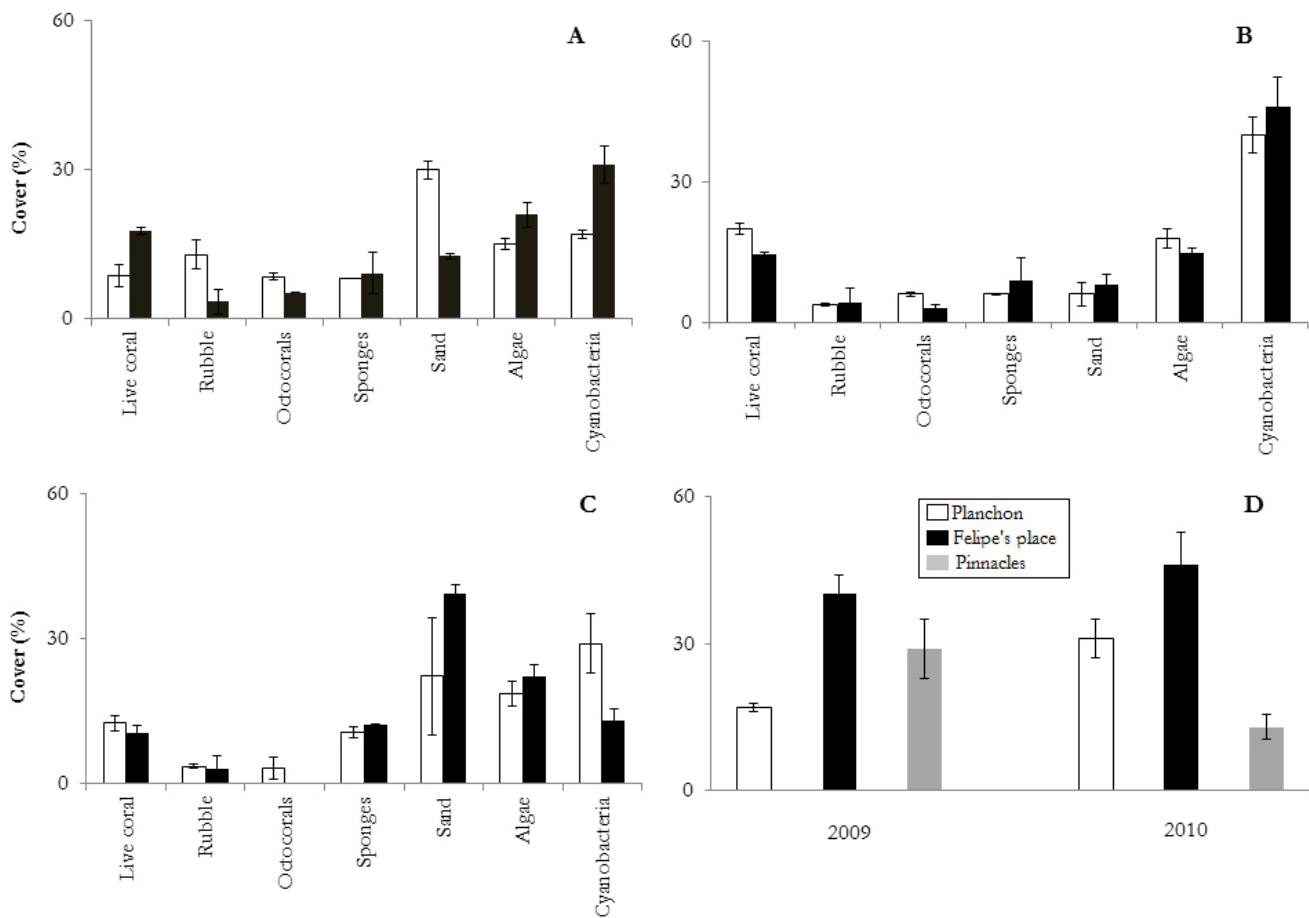 A
60
30
0
Cover (%)
Live coral
Rubble
Octocorals
Sponges
Sand
Algae
Cyanobacteria
B
60
30
0
Live coral
Rubble
Octocorals
Sponges
Sand
Algae
Cyanobacteria
C
60
30
0
Cover (%)
Live coral
Rubble
Octocorals
Sponges
Sand
Algae
Cyanobacteria
D
60
30
0
Planchon
Felipe's place
Pinnacles
2009
2010